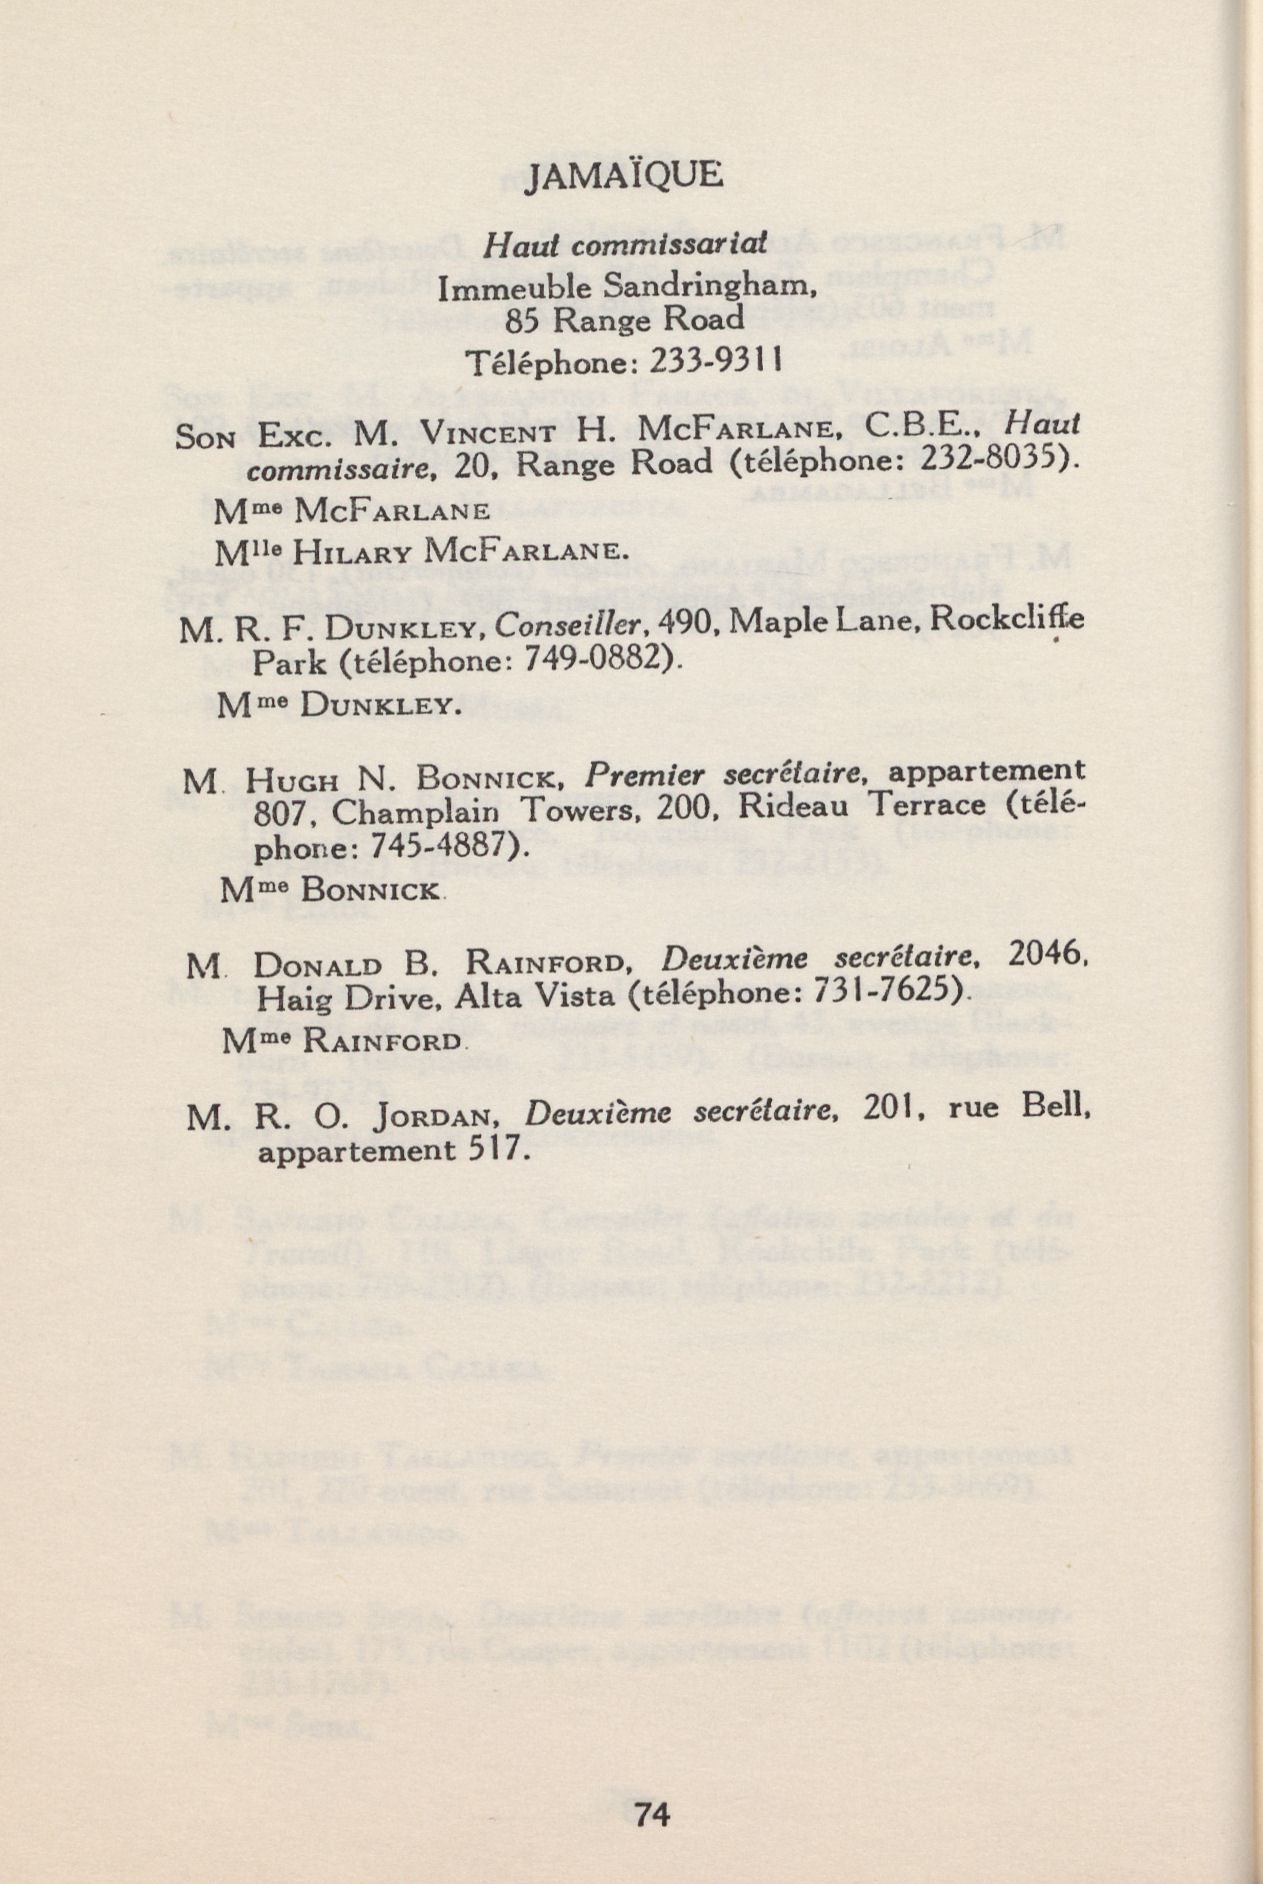 JAMAÏQUE
Haut commissariat
Immeuble Sandringham,
85 Range Road
Téléphone: 233-9311
SON EXC. M. VINCENT H. MCFARLANE, C.B.E., Haut
commissaire, 20, Range Road (téléphone: 232-8035).
Mme MCFARLANE
Mlle HILARY MCFARLANE.
M. R. F. DUNKLEY, Conseiller, 490, Maple Lane, Rockcliffe
Park (téléphone: 749-0882).
Mme DUNKLEY.
M. HUGH N. BONNICK, Premier secrétaire, appartement
807, Champlain Towers, 200, Rideau Terrace (télé-
phone: 745-4887).
Mme BONNICK.
M. DONALD B. RAINFORD, Deuxième secrétaire, 2046,
Haig Drive, Alta Vista (téléphone: 731-7625).
Mme RAINFORD.
M. R. O. JORDAN, Deuxième secrétaire, 201, rue Bell,
appartement 517.
74